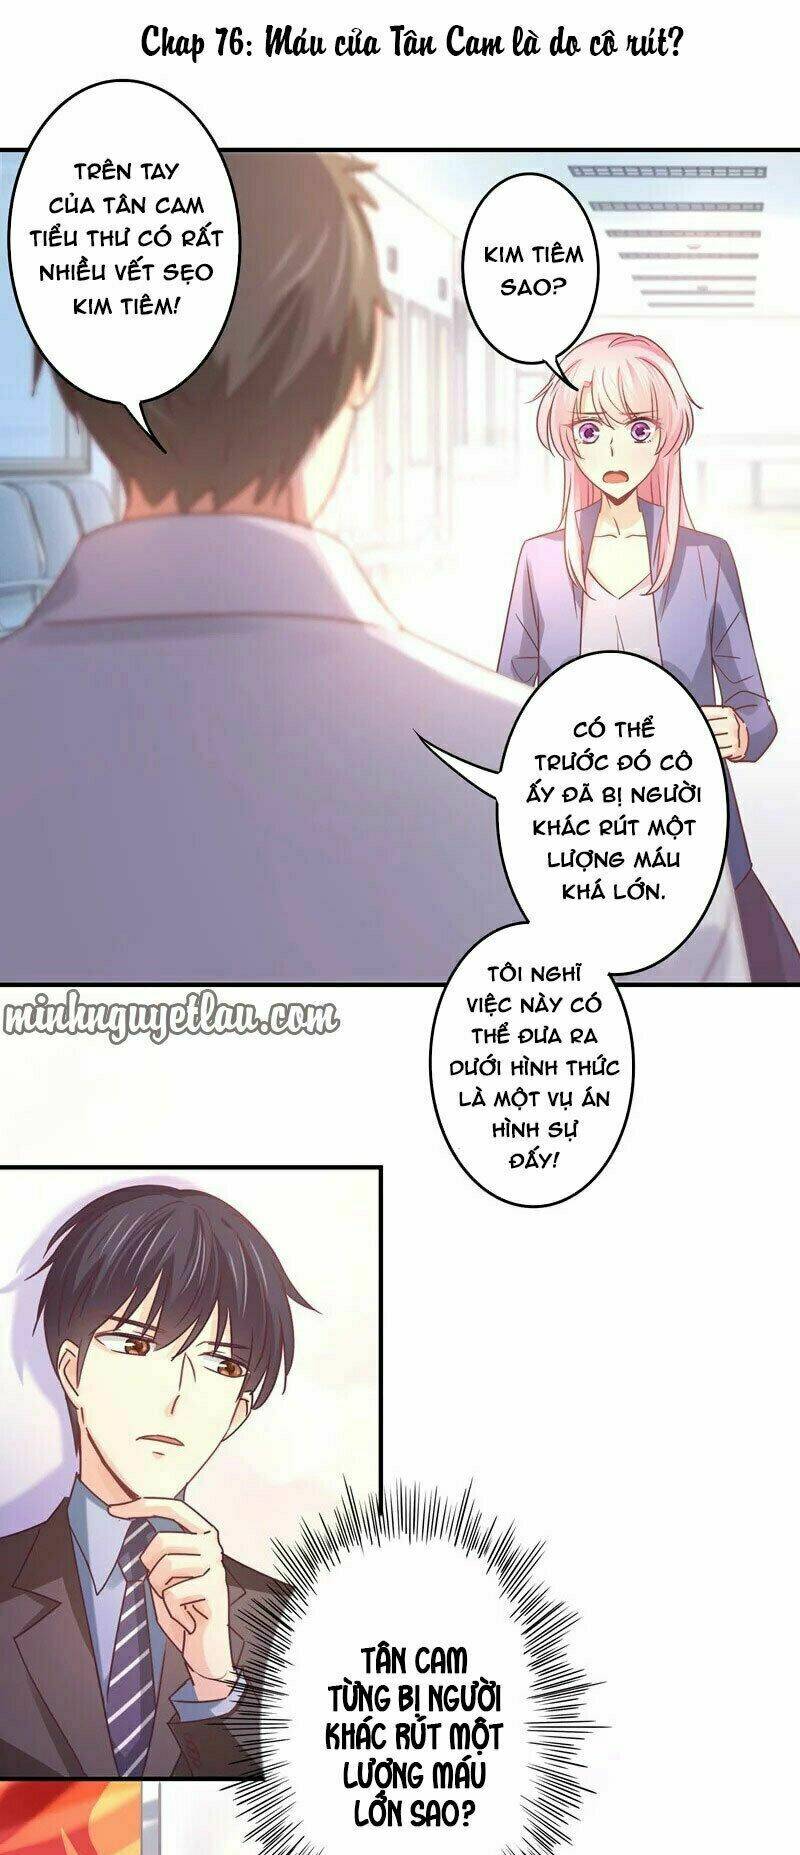 Chap 76: Máu của Tân Cam là do cô rút?
TRÊN TAY
CỦA TÂN CAM
TIỂU THƯ CÓ RẤT
NHIỀU VẾT SẸO
KIM TIÊM!
KIM TIÊM
SAO?
CÓ THỂ
TRƯỚC ĐÓ CÔ
ẤY ĐÃ BỊ NGƯỜI
KHÁC RÚT MỘT
LƯỢNG MÁU
KHÁ LỚN.
TÔI NGHĨ
VIỆC NÀY CÓ
THỂ ĐƯA RA
DƯỚI HÌNH THỨC
LÀ MỘT VỤ ÁN
HÌNH SỰ
ĐẤY!
minhnguyetlau.com
TÂN CAM
TỪNG BỊ NGƯỜI
KHÁC RÚT MỘT
LƯỢNG MÁU
LỚN SAO?